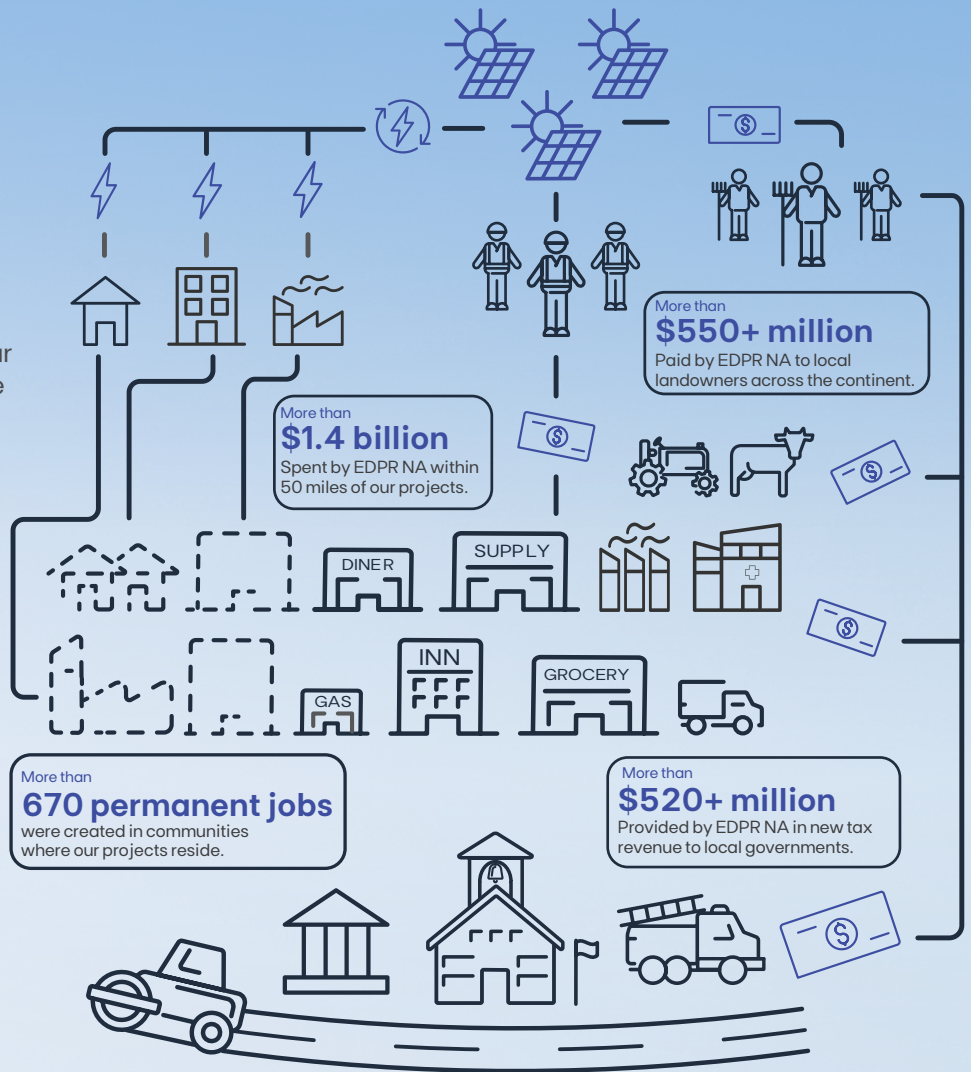 More than
$550+ million
Paid by EDPR NA to local
landowners across the continent.
More than
$1.4 billion
Spent by EDPR NA within
50 miles of our projects.
DINER
SUPPLY
GAS
INN
GROCERY
More than
670 permanent jobs
were created in communities
where our projects reside.
More than
$520+ million
Provided by EDPR NA in new tax
revenue to local governments.